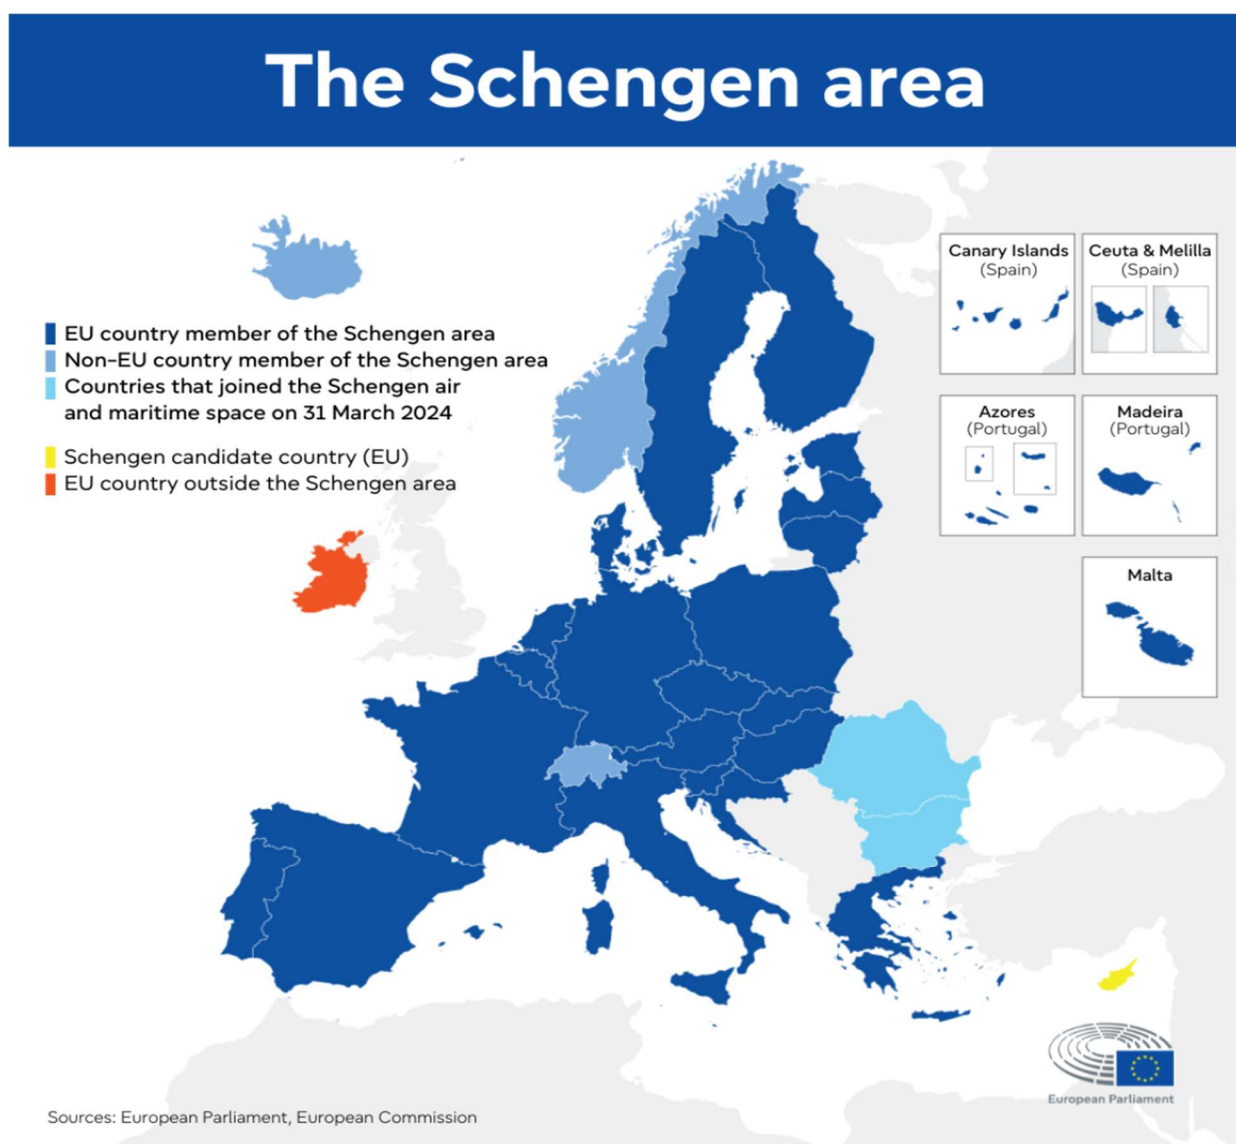 The Schengen area
EU country member of the Schengen area
Non-EU country member of the Schengen area
Countries that joined the Schengen air
and maritime space on 31 March 2024
Schengen candidate country (EU)
EU country outside the Schengen area
Canary Islands
(Spain)
Ceuta & Melilla
(Spain)
Azores
(Portugal)
Madeira
(Portugal)
Malta
European Parliament
Sources: European Parliament, European Commission